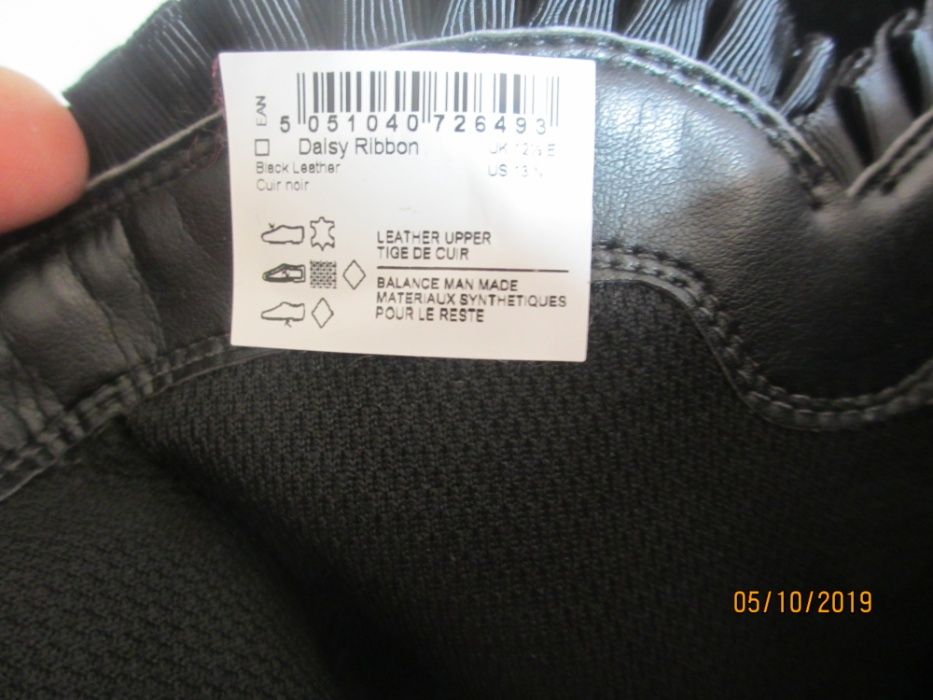 EAN
5 051040 726493
Daisy Ribbon UK 12½ E
Black Leather US 13
Cuir noir
LEATHER UPPER
TIGE DE CUIR
BALANCE MAN MADE
MATERIAUX SYNTHETIQUES
POUR LE RESTE
05/10/2019